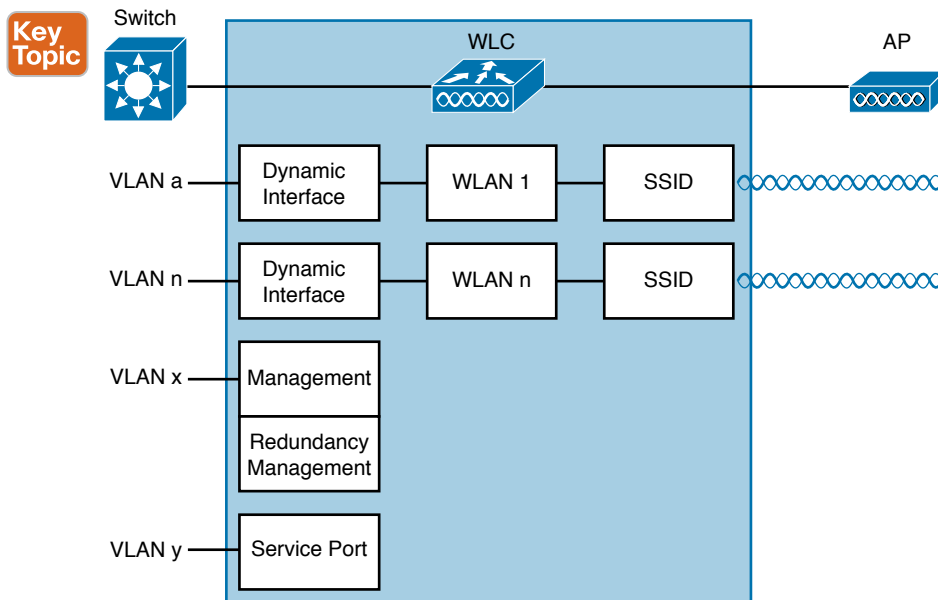 Key
Topic
Switch
WLC
AP
VLAN a
Dynamic
Interface
WLAN 1
SSID
VLAN n
Dynamic
Interface
WLAN n
SSID
VLAN x
Management
Redundancy
Management
VLAN y
Service Port